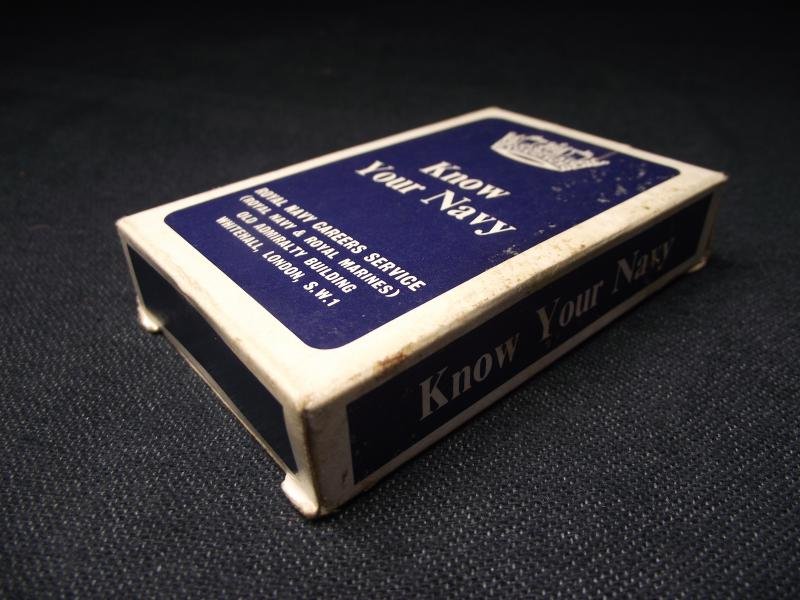 Know
Your Navy
ROYAL NAVY CAREERS SERVICE
(ROYAL NAVY & ROYAL MARINES)
OLD ADMIRALTY BUILDING
WHITEHALL, LONDON, S.W.1
Know Your Navy